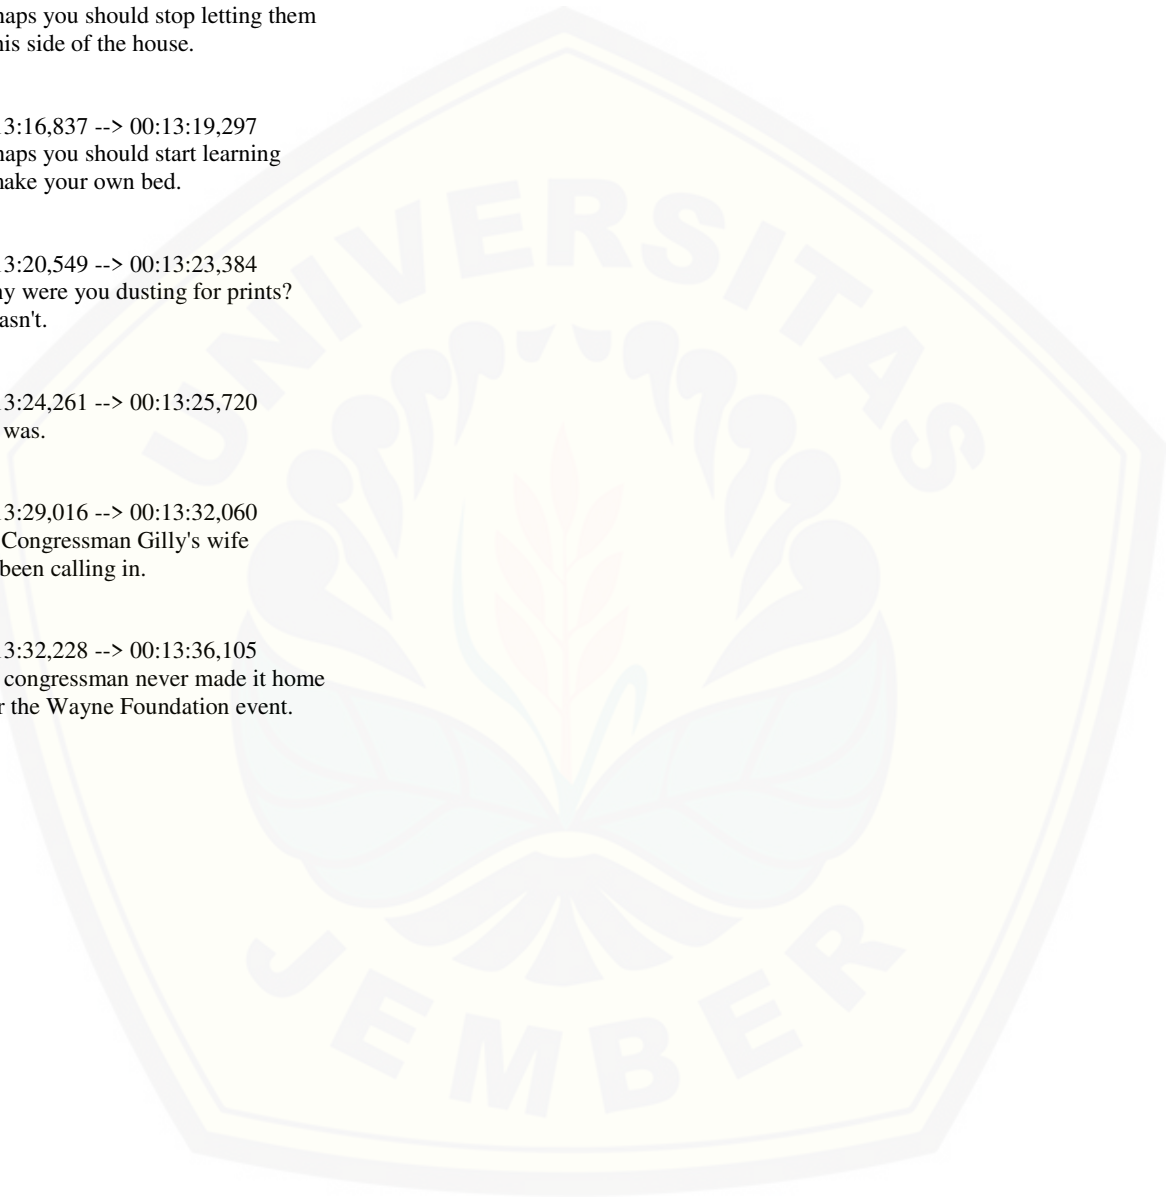 haps you should stop letting them
his side of the house.
3:16,837 --> 00:13:19,297
haps you should start learning
make your own bed.
3:20,549 --> 00:13:23,384
ny were you dusting for prints?
asn't.
3:24,261 --> 00:13:25,720
was.
3:29,016 --> 00:13:32,060
Congressman Gilly's wife
been calling in.
3:32,228 --> 00:13:36,105
congressman never made it home
r the Wayne Foundation event.
UNIVERSITAS
JEMBER